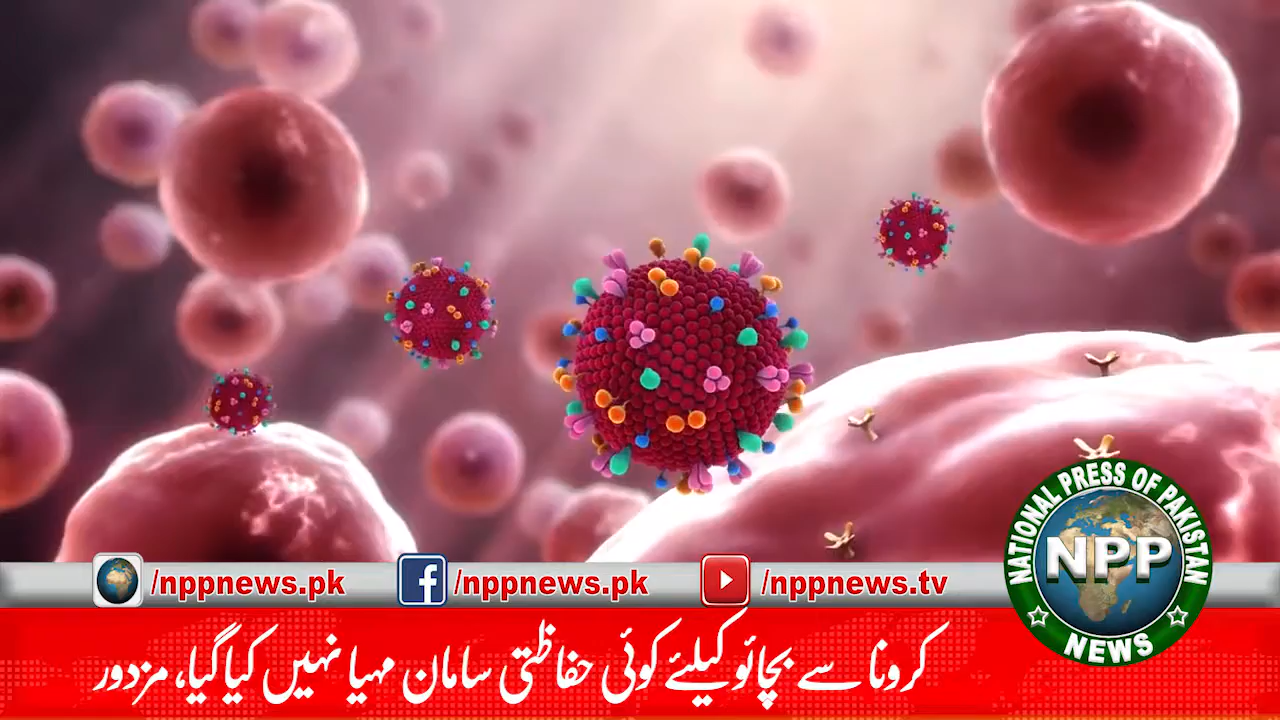 NATIONAL PRESS OF PAKISTAN
NPP
NEWS
/nppnews.pk
/nppnews.pk
/nppnews.tv
کرونا سے بچائو کیلئے کوئی حفاظتی سامان مہیا نہیں کیا گیا، مزدور